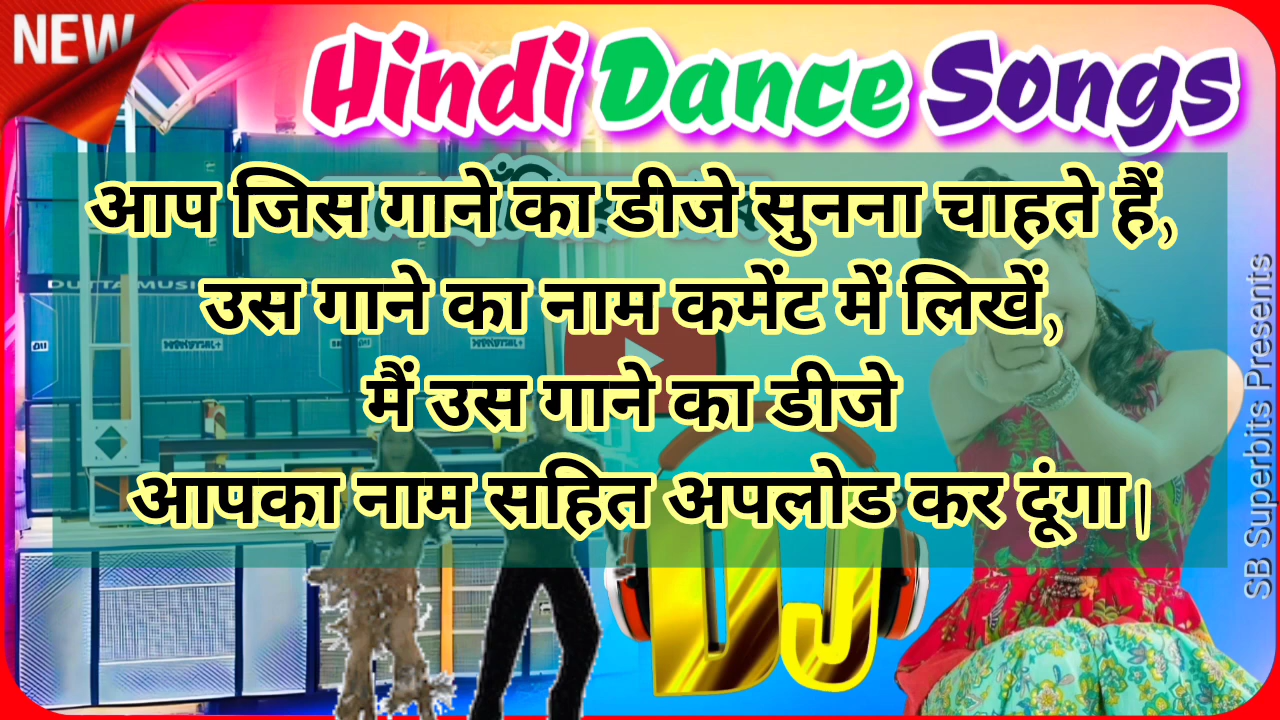 NEW
Hindi Dance Songs
आप जिस गाने का डीजे सुनना चाहते हैं,
उस गाने का नाम कमेंट में लिखें,
मैं उस गाने का डीजे
आपका नाम सहित अपलोड कर दूंगा।
DJ
SB Superbits Presents